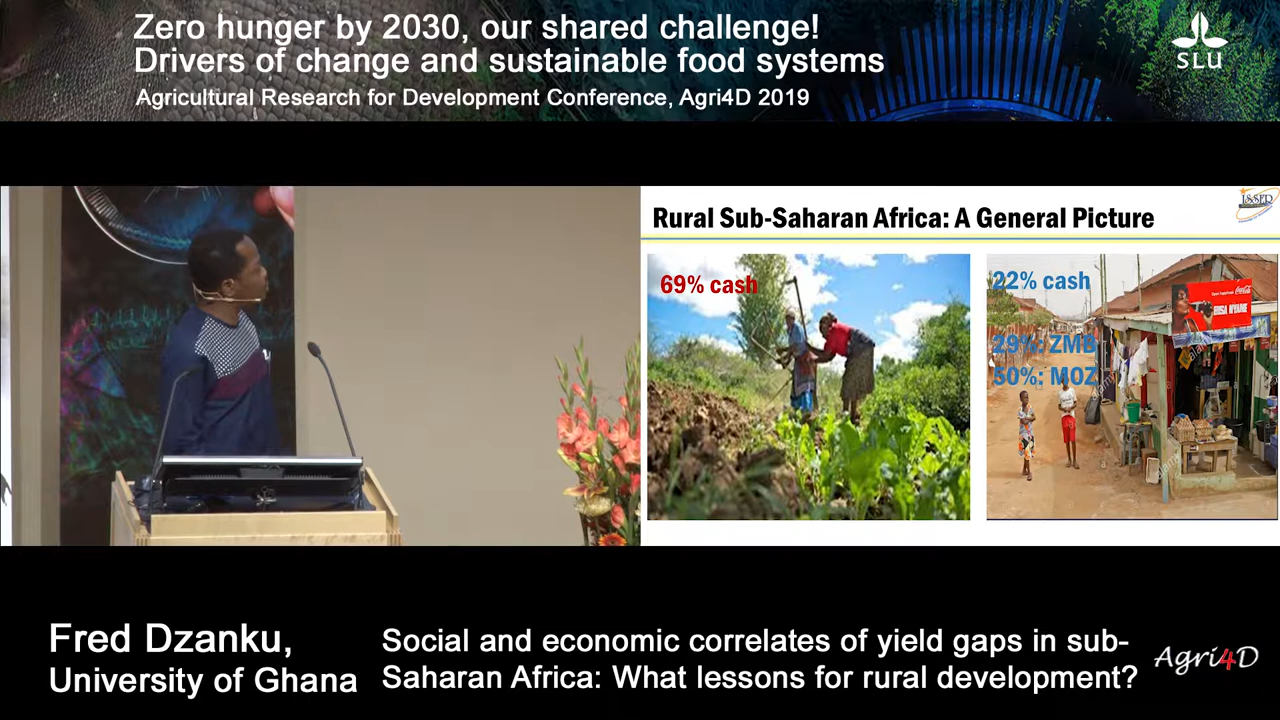 Zero hunger by 2030, our shared challenge!
Drivers of change and sustainable food systems
Agricultural Research for Development Conference, Agri4D 2019
SLU
Rural Sub-Saharan Africa: A General Picture
69% cash
22% cash
29%: ZMB
50%: MOZ
Coca-Cola
Fred Dzanku,
University of Ghana
Social and economic correlates of yield gaps in sub-
Saharan Africa: What lessons for rural development?
Agri4D